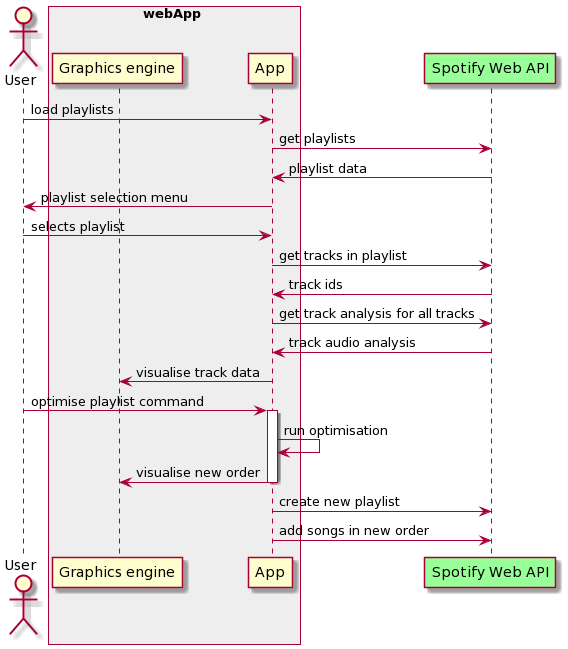 webApp
User
Graphics engine
App
Spotify Web API
load playlists
get playlists
playlist data
playlist selection menu
selects playlist
get tracks in playlist
track ids
get track analysis for all tracks
track audio analysis
visualise track data
optimise playlist command
run optimisation
visualise new order
create new playlist
add songs in new order
User
Graphics engine
App
Spotify Web API